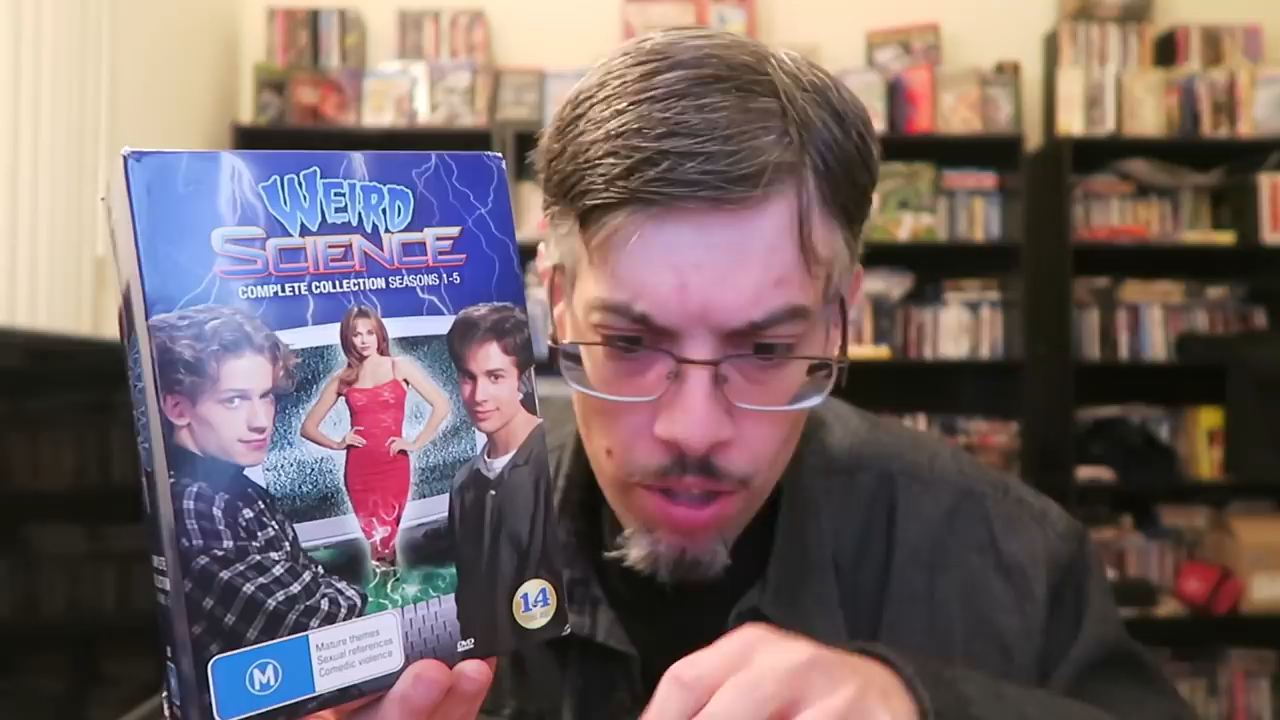 WEIRD
SCIENCE
COMPLETE COLLECTION SEASONS 1-5
14
M
Mature themes
Sexual references
Comedic violence
DVD